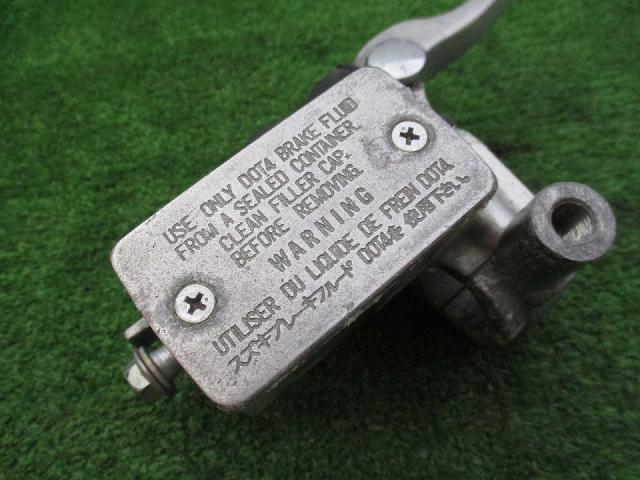 USE ONLY DOT4 BRAKE FLUID
FROM A SEALED CONTAINER
CLEAN FILLER CAP.
BEFORE REMOVING.
WARNING
UTILISER DU LIQUIDE DE FREIN DOT4
スズキブレーキフルード DOT4を 使用下さい